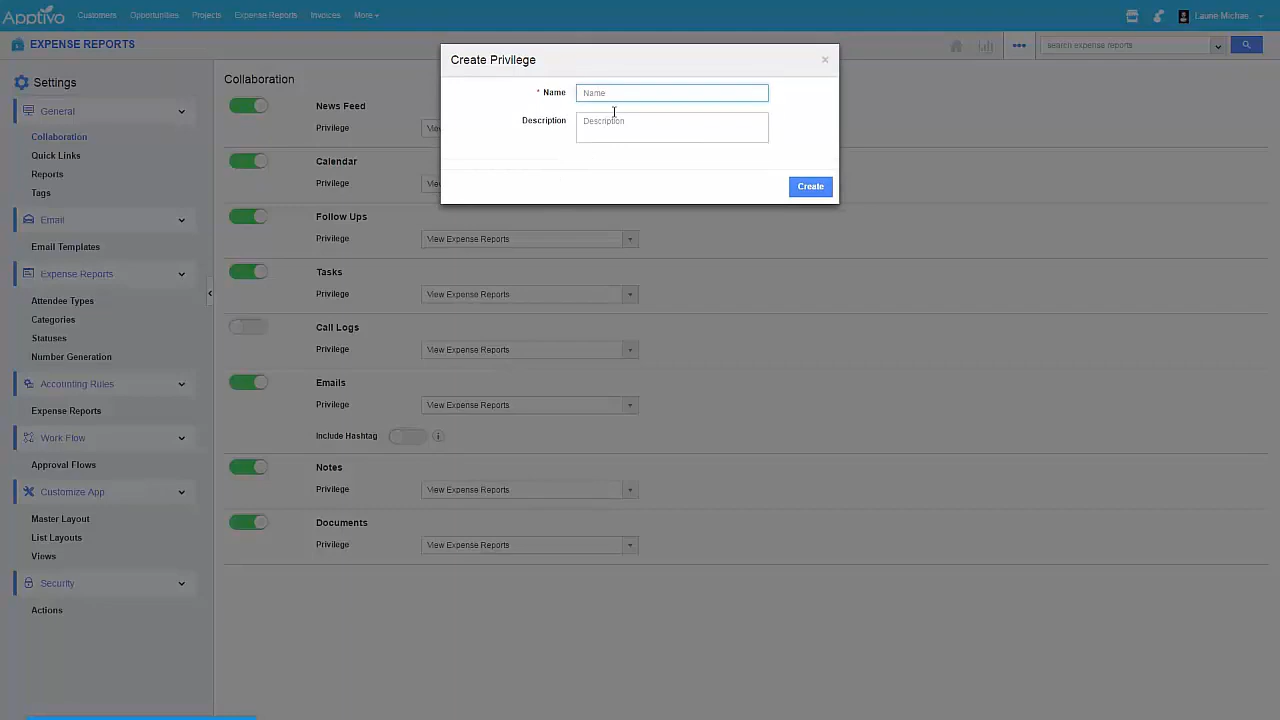 Apptivo Customers Opportunities Projects Expense Reports Invoices More Laurie Michae..
EXPENSE REPORTS
search expense reports
Create Privilege
* Name
Name
Description
Description
Create
Settings
General
Collaboration
Quick Links
Reports
Tags
Email
Email Templates
Expense Reports
Attendee Types
Categories
Statuses
Number Generation
Accounting Rules
Expense Reports
Work Flow
Approval Flows
Customize App
Master Layout
List Layouts
Views
Security
Actions
Collaboration
News Feed
Privilege
Calendar
Privilege
Follow Ups
Privilege View Expense Reports
Tasks
Privilege View Expense Reports
Call Logs
Privilege View Expense Reports
Emails
Privilege View Expense Reports
Include Hashtag
Notes
Privilege View Expense Reports
Documents
Privilege View Expense Reports